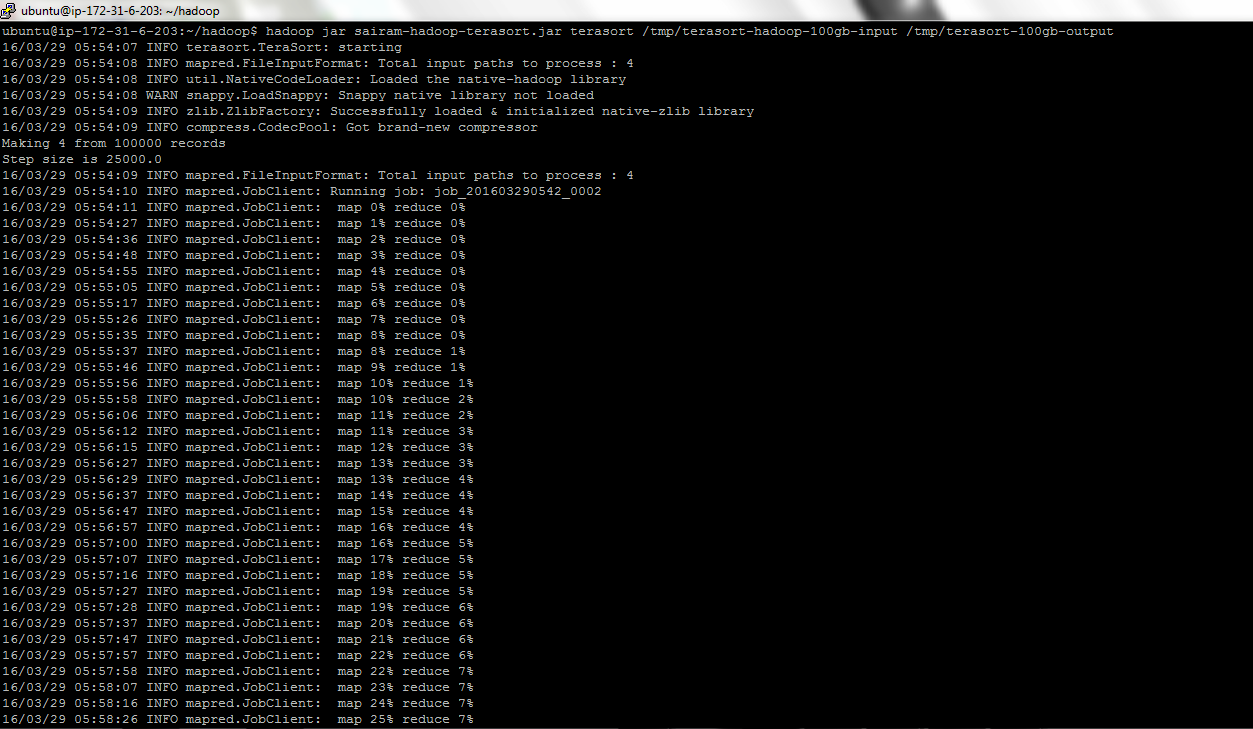 ubuntu@ip-172-31-6-203: ~/hadoop
ubuntu@ip-172-31-6-203:~/hadoop$ hadoop jar sairam-hadoop-terasort.jar terasort /tmp/terasort-hadoop-100gb-input /tmp/terasort-100gb-output
16/03/29 05:54:07 INFO terasort.TeraSort: starting
16/03/29 05:54:08 INFO mapred.FileInputFormat: Total input paths to process : 4
16/03/29 05:54:08 INFO util.NativeCodeLoader: Loaded the native-hadoop library
16/03/29 05:54:08 WARN snappy.LoadSnappy: Snappy native library not loaded
16/03/29 05:54:09 INFO zlib.ZlibFactory: Successfully loaded & initialized native-zlib library
16/03/29 05:54:09 INFO compress.CodecPool: Got brand-new compressor
Making 4 from 100000 records
Step size is 25000.0
16/03/29 05:54:09 INFO mapred.FileInputFormat: Total input paths to process : 4
16/03/29 05:54:10 INFO mapred.JobClient: Running job: job_201603290542_0002
16/03/29 05:54:11 INFO mapred.JobClient:  map 0% reduce 0%
16/03/29 05:54:27 INFO mapred.JobClient:  map 1% reduce 0%
16/03/29 05:54:36 INFO mapred.JobClient:  map 2% reduce 0%
16/03/29 05:54:48 INFO mapred.JobClient:  map 3% reduce 0%
16/03/29 05:54:55 INFO mapred.JobClient:  map 4% reduce 0%
16/03/29 05:55:05 INFO mapred.JobClient:  map 5% reduce 0%
16/03/29 05:55:17 INFO mapred.JobClient:  map 6% reduce 0%
16/03/29 05:55:26 INFO mapred.JobClient:  map 7% reduce 0%
16/03/29 05:55:35 INFO mapred.JobClient:  map 8% reduce 0%
16/03/29 05:55:37 INFO mapred.JobClient:  map 8% reduce 1%
16/03/29 05:55:46 INFO mapred.JobClient:  map 9% reduce 1%
16/03/29 05:55:56 INFO mapred.JobClient:  map 10% reduce 1%
16/03/29 05:55:58 INFO mapred.JobClient:  map 10% reduce 2%
16/03/29 05:56:06 INFO mapred.JobClient:  map 11% reduce 2%
16/03/29 05:56:12 INFO mapred.JobClient:  map 11% reduce 3%
16/03/29 05:56:15 INFO mapred.JobClient:  map 12% reduce 3%
16/03/29 05:56:27 INFO mapred.JobClient:  map 13% reduce 3%
16/03/29 05:56:29 INFO mapred.JobClient:  map 13% reduce 4%
16/03/29 05:56:37 INFO mapred.JobClient:  map 14% reduce 4%
16/03/29 05:56:47 INFO mapred.JobClient:  map 15% reduce 4%
16/03/29 05:56:57 INFO mapred.JobClient:  map 16% reduce 4%
16/03/29 05:57:00 INFO mapred.JobClient:  map 16% reduce 5%
16/03/29 05:57:07 INFO mapred.JobClient:  map 17% reduce 5%
16/03/29 05:57:16 INFO mapred.JobClient:  map 18% reduce 5%
16/03/29 05:57:27 INFO mapred.JobClient:  map 19% reduce 5%
16/03/29 05:57:28 INFO mapred.JobClient:  map 19% reduce 6%
16/03/29 05:57:37 INFO mapred.JobClient:  map 20% reduce 6%
16/03/29 05:57:47 INFO mapred.JobClient:  map 21% reduce 6%
16/03/29 05:57:57 INFO mapred.JobClient:  map 22% reduce 6%
16/03/29 05:57:58 INFO mapred.JobClient:  map 22% reduce 7%
16/03/29 05:58:07 INFO mapred.JobClient:  map 23% reduce 7%
16/03/29 05:58:16 INFO mapred.JobClient:  map 24% reduce 7%
16/03/29 05:58:26 INFO mapred.JobClient:  map 25% reduce 7%